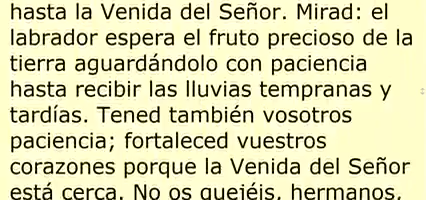 hasta la Venida del Señor. Mirad: el
labrador espera el fruto precioso de la
tierra aguardándolo con paciencia
hasta recibir las lluvias tempranas y
tardías. Tened también vosotros
paciencia; fortaleced vuestros
corazones porque la Venida del Señor
está cerca. No os quejéis, hermanos,